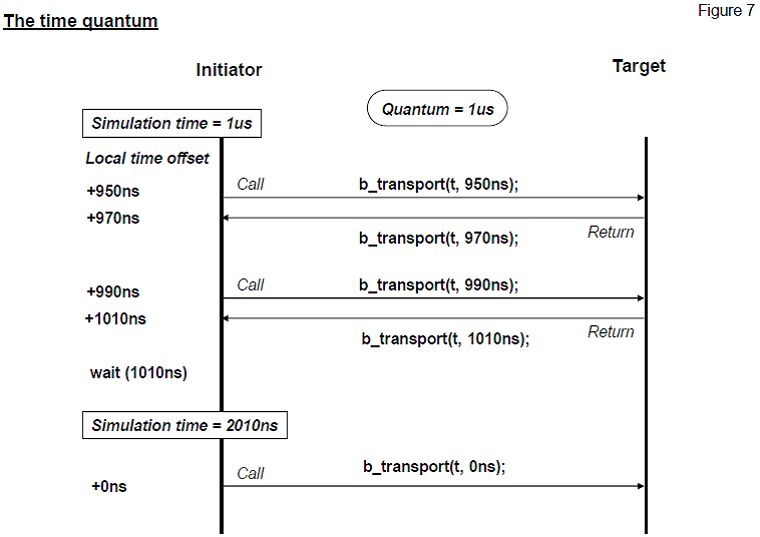 Figure 7
The time quantum
Initiator
Target
Quantum = 1us
Simulation time = 1us
Local time offset
+950ns
Call
b_transport(t, 950ns);
+970ns
b_transport(t, 970ns);
Return
+990ns
Call
b_transport(t, 990ns);
+1010ns
b_transport(t, 1010ns);
Return
wait (1010ns)
Simulation time = 2010ns
+0ns
Call
b_transport(t, 0ns);